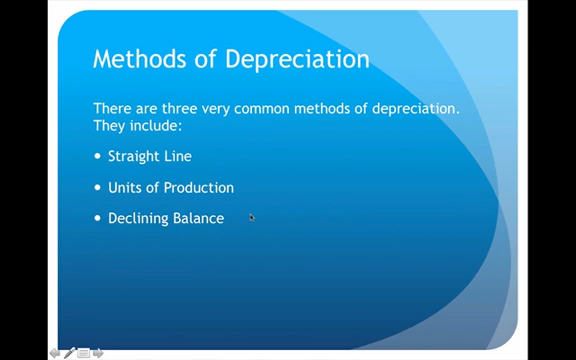 Methods of Depreciation
There are three very common methods of depreciation.
They include:
• Straight Line
• Units of Production
• Declining Balance